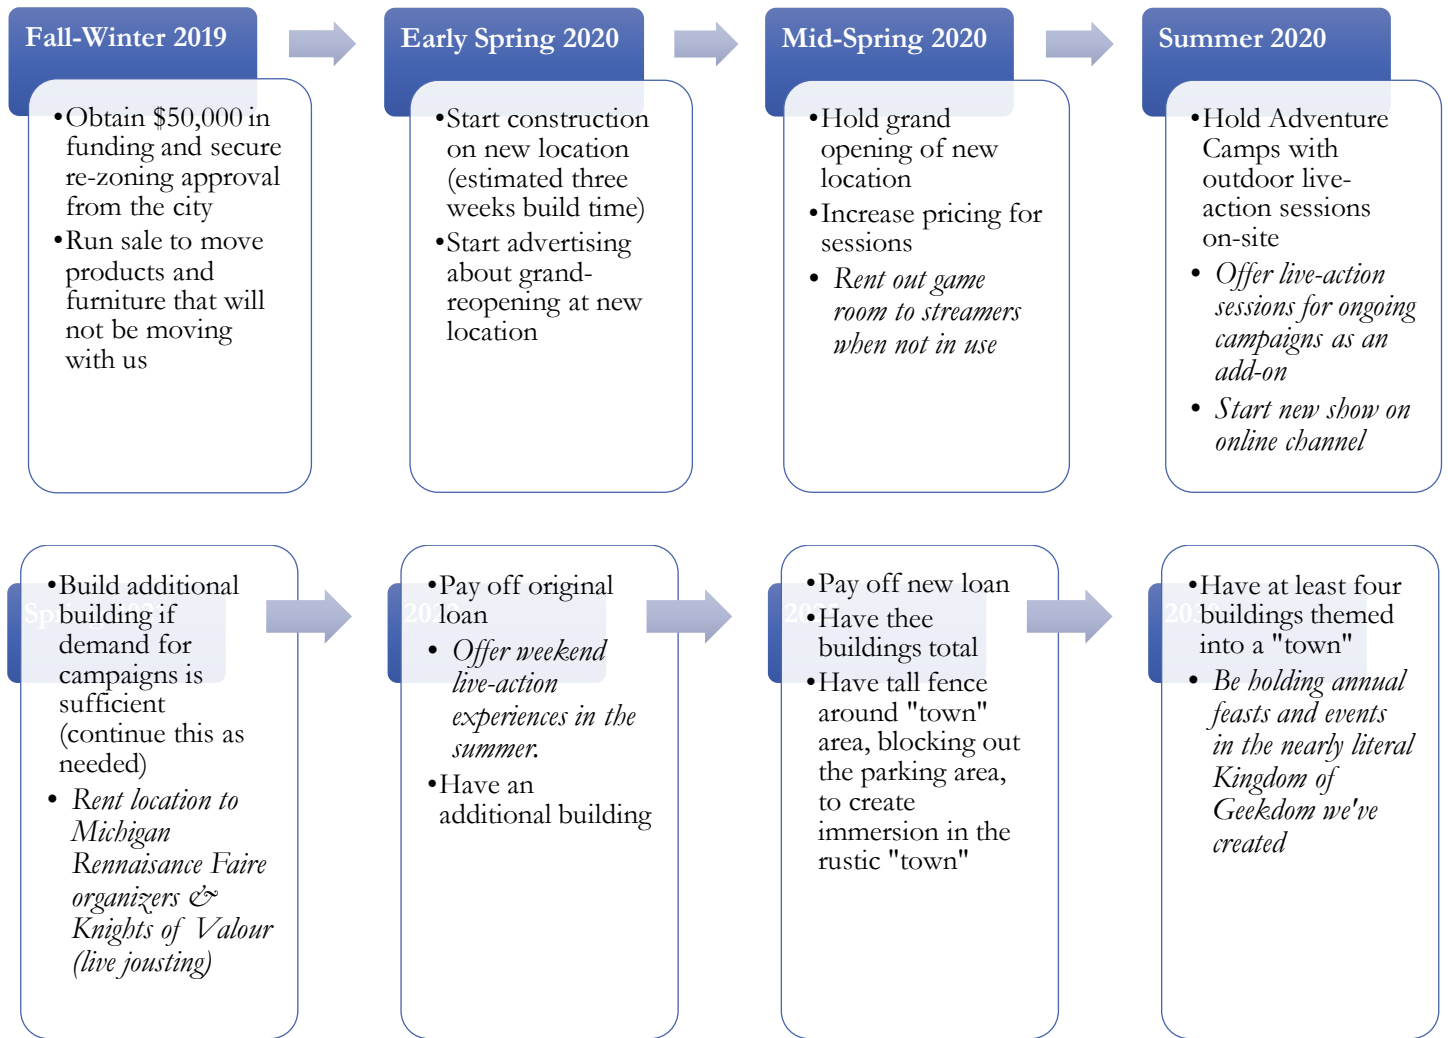 Fall-Winter 2019
•Obtain $50,000 in
funding and secure
re-zoning approval
from the city
•Run sale to move
products and
furniture that will
not be moving
with us
Early Spring 2020
•Start construction
on new location
(estimated three
weeks build time)
•Start advertising
about grand-
reopening at new
location
Mid-Spring 2020
•Hold grand
opening of new
location
•Increase pricing for
sessions
• Rent out game
room to streamers
when not in use
Summer 2020
•Hold Adventure
Camps with
outdoor live-
action sessions
on-site
• Offer live-action
sessions for ongoing
campaigns as an
add-on
• Start new show on
online channel
•Build additional
building if
demand for
campaigns is
sufficient
(continue this as
needed)
• Rent location to
Michigan
Rennaisance Faire
organizers &
Knights of Valour
(live jousting)
•Pay off original
loan
• Offer weekend
live-action
experiences in the
summer.
•Have an
additional building
•Pay off new loan
•Have thee
buildings total
•Have tall fence
around "town"
area, blocking out
the parking area,
to create
immersion in the
rustic "town"
•Have at least four
buildings themed
into a "town"
• Be holding annual
feasts and events
in the nearly literal
Kingdom of
Geekdom we've
created